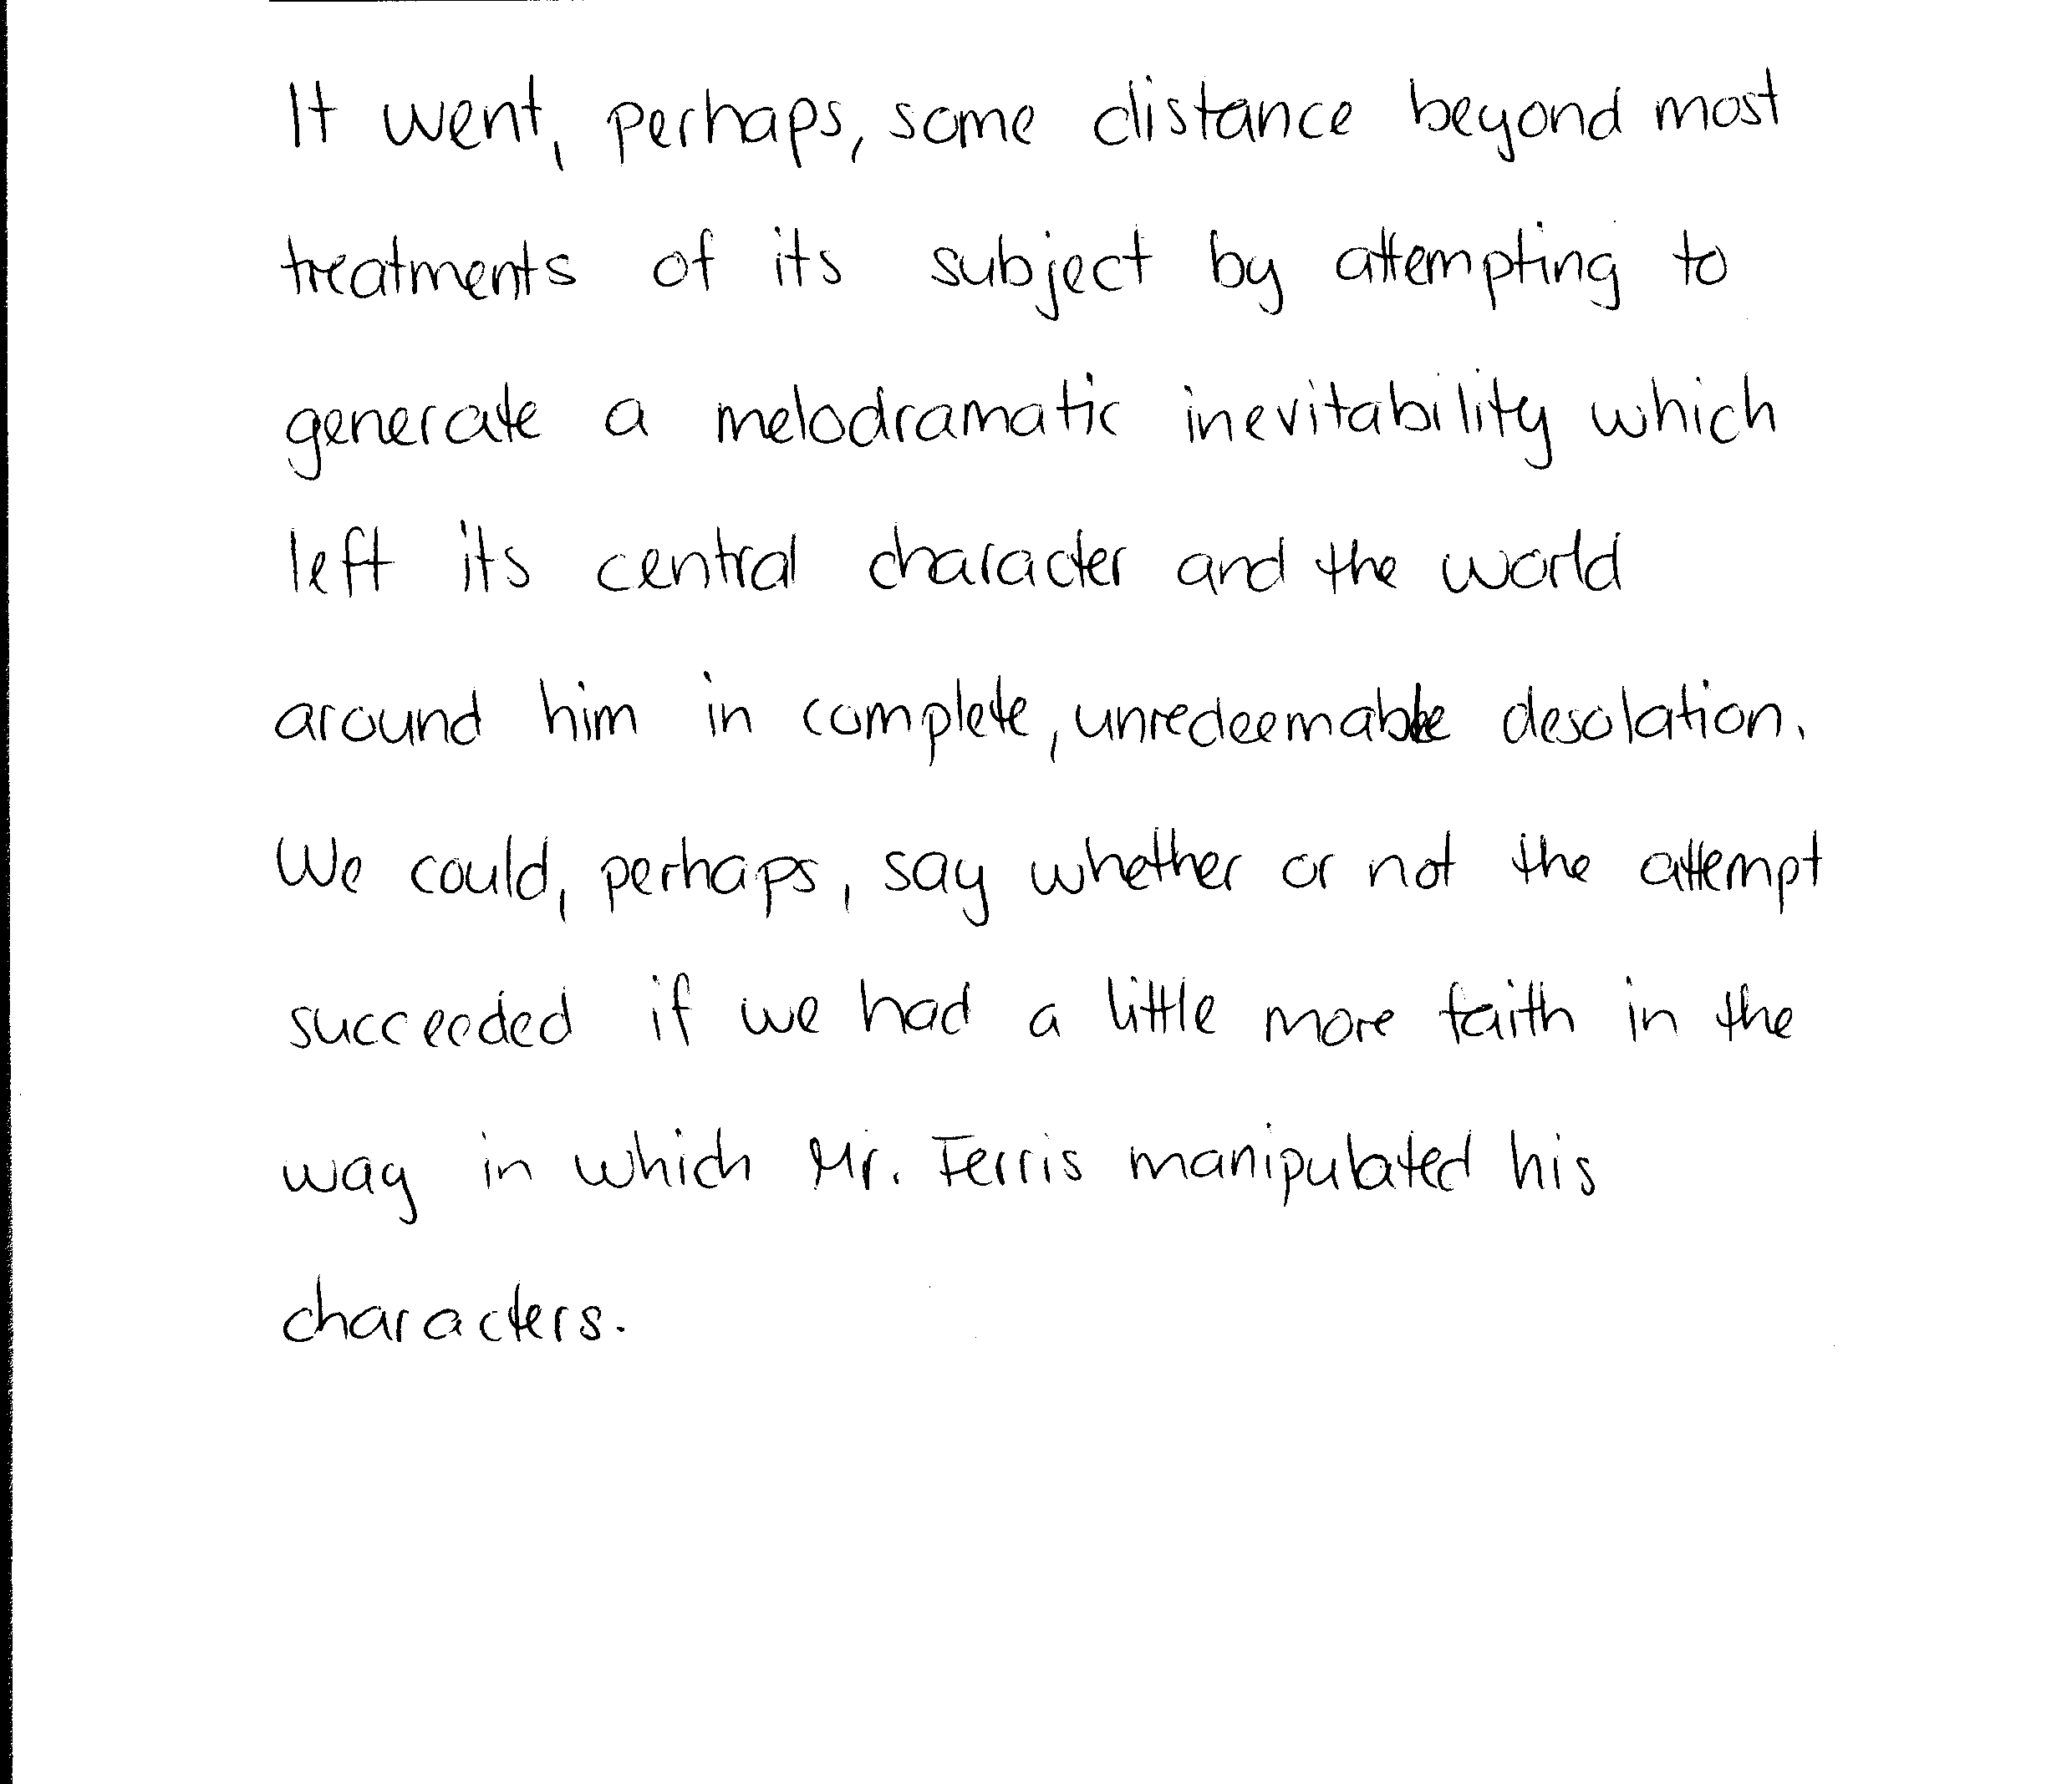 It went, perhaps, some distance beyond most
treatments of its subject by attempting to
generate a melodramatic inevitability which
left its central character and the world
around him in complete, unredeemable desolation.
We could, perhaps, say whether or not the attempt
succeeded if we had a little more faith in the
way in which Mr. Ferris manipulated his
characters.